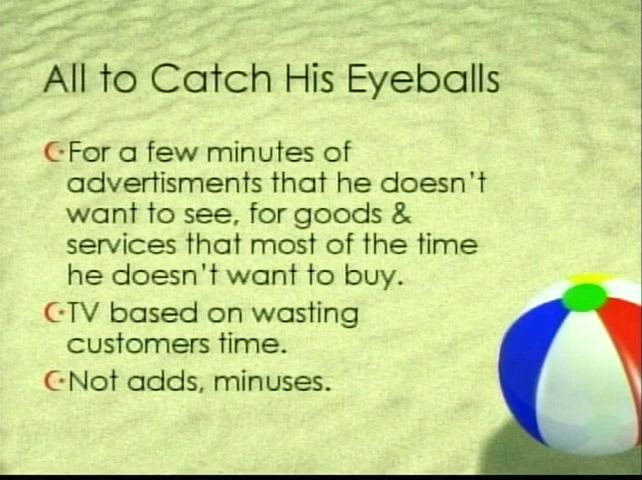 All to Catch His Eyeballs
For a few minutes of
advertisments that he doesn't
want to see, for goods &
services that most of the time
he doesn't want to buy.
TV based on wasting
customers time.
Not adds, minuses.